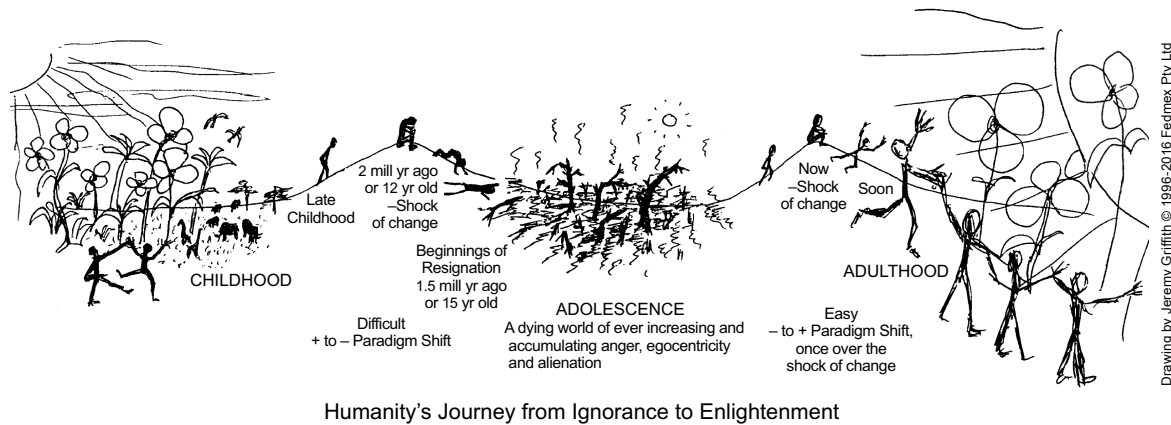 CHILDHOOD
Late
Childhood
2 mill yr ago
or 12 yr old
–Shock
of change
Beginnings of
Resignation
1.5 mill yr ago
or 15 yr old
Difficult
+ to – Paradigm Shift
ADOLESCENCE
A dying world of ever increasing and
accumulating anger, egocentricity
and alienation
Now
–Shock
of change
Soon
ADULTHOOD
Easy
– to + Paradigm Shift,
once over the
shock of change
Drawing by Jeremy Griffith © 1996-2016 Fedmex Pty Ltd
Humanity’s Journey from Ignorance to Enlightenment